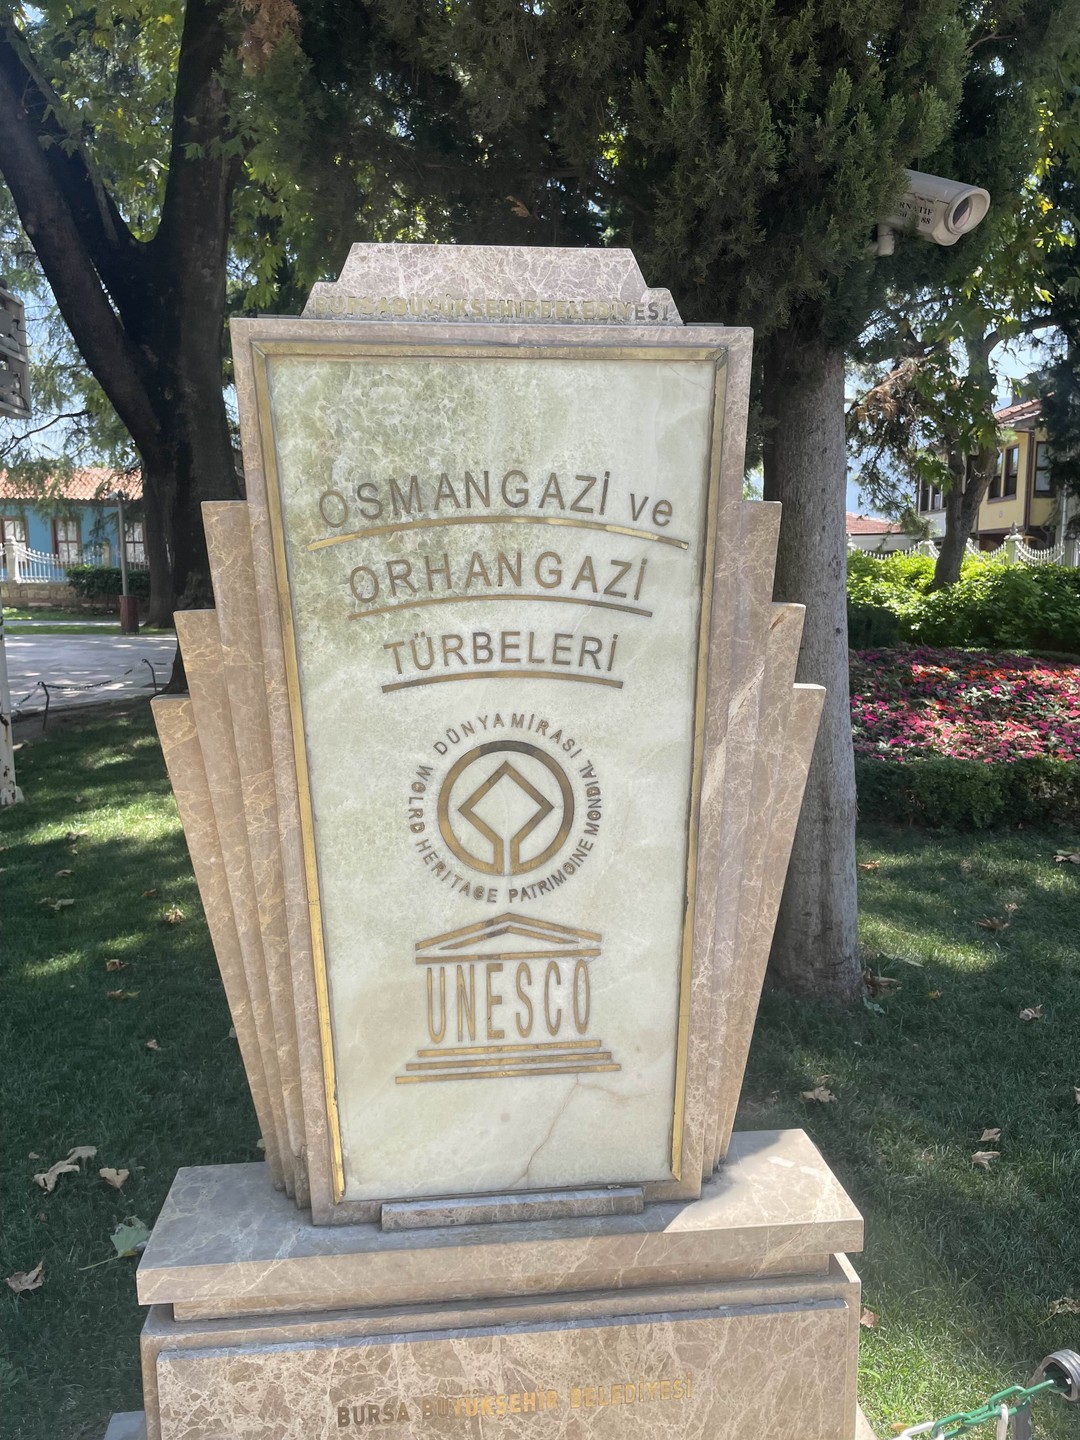 BURSA BÜYÜKŞEHİR BELEDİYESİ
OSMANGAZİ ve
ORHANGAZİ
TÜRBELERİ
DÜNYA MİRASI
WOLRD HERITAGE
PATRIMOINE MONDIAL
UNESCO
BURSA BÜYÜKŞEHİR BELEDİYESİ